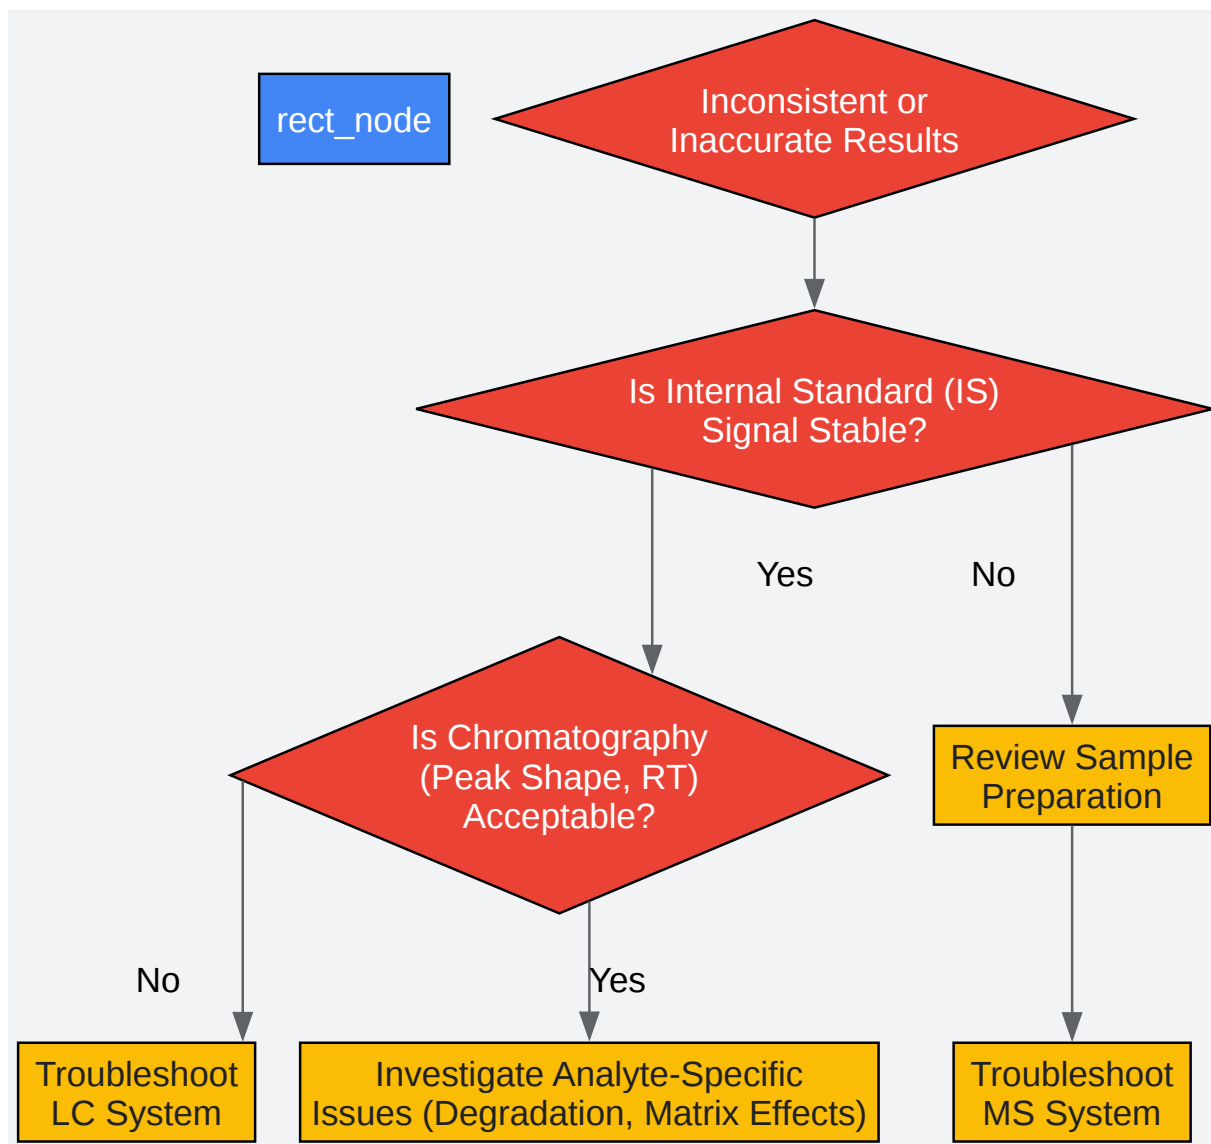 rect_node
Inconsistent or
Inaccurate Results
Is Internal Standard (IS)
Signal Stable?
Yes
No
Is Chromatography
(Peak Shape, RT)
Acceptable?
Review Sample
Preparation
No
Yes
Troubleshoot
LC System
Investigate Analyte-Specific
Issues (Degradation, Matrix Effects)
Troubleshoot
MS System